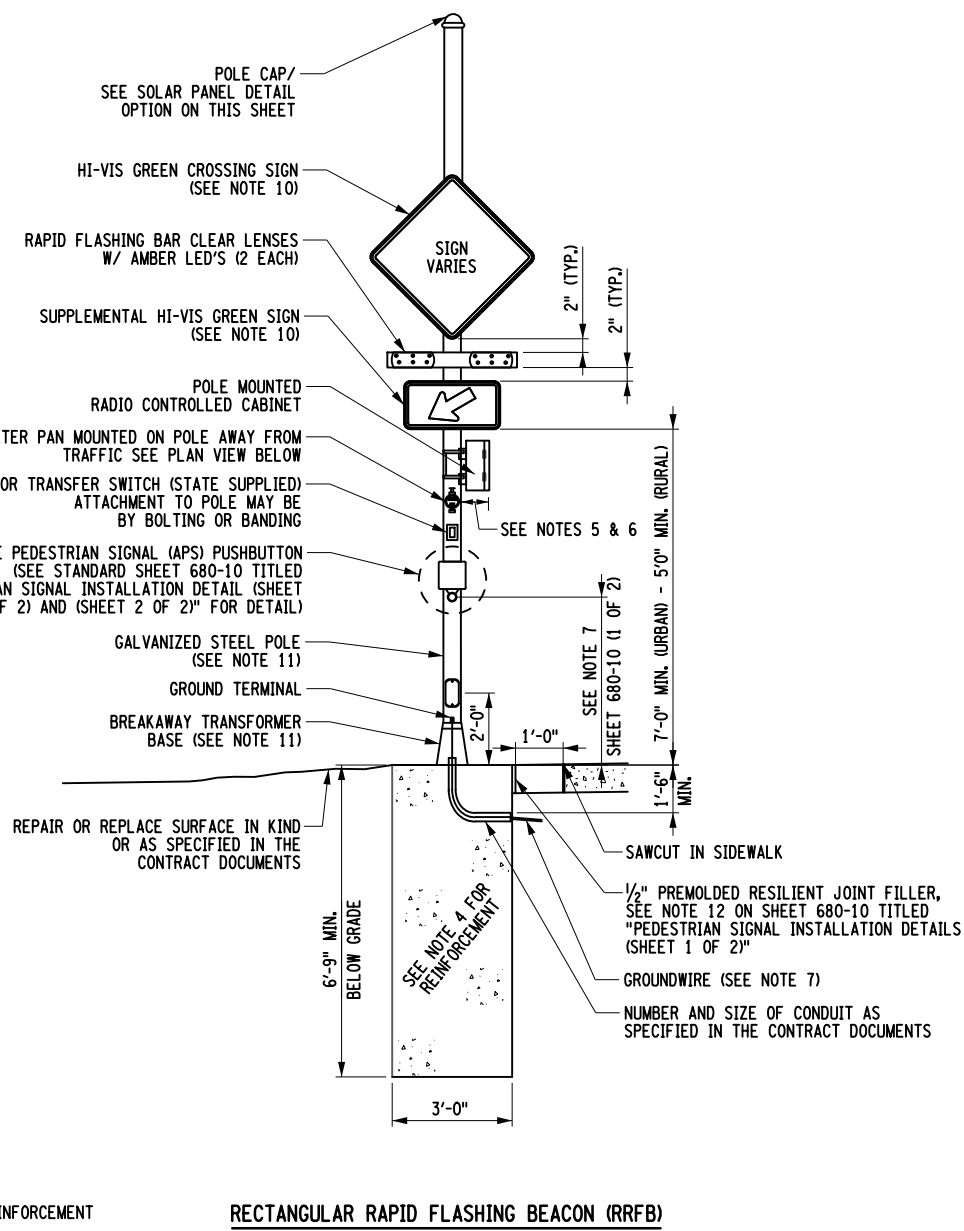 POLE CAP/
SEE SOLAR PANEL DETAIL
OPTION ON THIS SHEET
HI-VIS GREEN CROSSING SIGN
(SEE NOTE 10)
SIGN
VARIES
RAPID FLASHING BAR CLEAR LENSES
W/ AMBER LED'S (2 EACH)
2" (TYP.)
2" (TYP.)
SUPPLEMENTAL HI-VIS GREEN SIGN
(SEE NOTE 10)
POLE MOUNTED
RADIO CONTROLLED CABINET
PAN MOUNTED ON POLE AWAY FROM
TRAFFIC SEE PLAN VIEW BELOW
OR TRANSFER SWITCH (STATE SUPPLIED)
ATTACHMENT TO POLE MAY BE
BY BOLTING OR BANDING
SEE NOTES 5 & 6
PEDESTRIAN SIGNAL (APS) PUSHBUTTON
(SEE STANDARD SHEET 680-10 TITLED
SIGNAL INSTALLATION DETAIL (SHEET
2) AND (SHEET 2 OF 2)" FOR DETAIL)
GALVANIZED STEEL POLE
(SEE NOTE 11)
GROUND TERMINAL
BREAKAWAY TRANSFORMER
BASE (SEE NOTE 11)
2'-0"
1'-0"
SEE NOTE 7
SHEET 680-10 (1 OF 2)
7'-0" MIN. (URBAN) - 5'0" MIN. (RURAL)
1'-6"
MIN.
REPAIR OR REPLACE SURFACE IN KIND
OR AS SPECIFIED IN THE
CONTRACT DOCUMENTS
SAWCUT IN SIDEWALK
1/2" PREMOLDED RESILIENT JOINT FILLER,
SEE NOTE 12 ON SHEET 680-10 TITLED
"PEDESTRIAN SIGNAL INSTALLATION DETAILS
(SHEET 1 OF 2)"
GROUNDWIRE (SEE NOTE 7)
NUMBER AND SIZE OF CONDUIT AS
SPECIFIED IN THE CONTRACT DOCUMENTS
SEE NOTE 4 FOR
REINFORCEMENT
6'-9" MIN.
BELOW GRADE
3'-0"
RECTANGULAR RAPID FLASHING BEACON (RRFB)